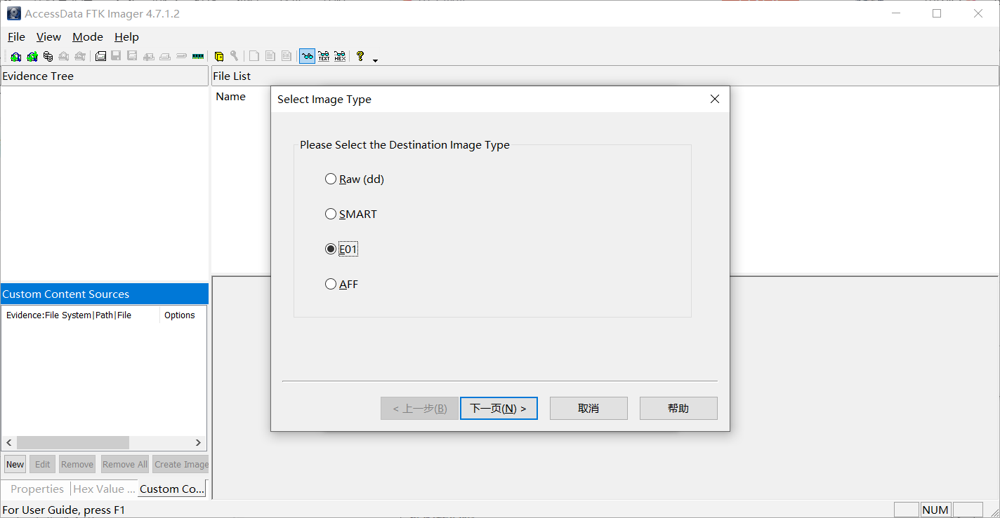 AccessData FTK Imager 4.7.1.2
File View Mode Help
TEXT HEX
Evidence Tree
File List
Name
Select Image Type
Please Select the Destination Image Type
Raw (dd)
SMART
E01
AFF
< 上一步(B) 下一页(N) > 取消 帮助
Custom Content Sources
Evidence:File System|Path|File Options
New Edit Remove Remove All Create Image
Properties Hex Value ... Custom Co...
For User Guide, press F1
NUM